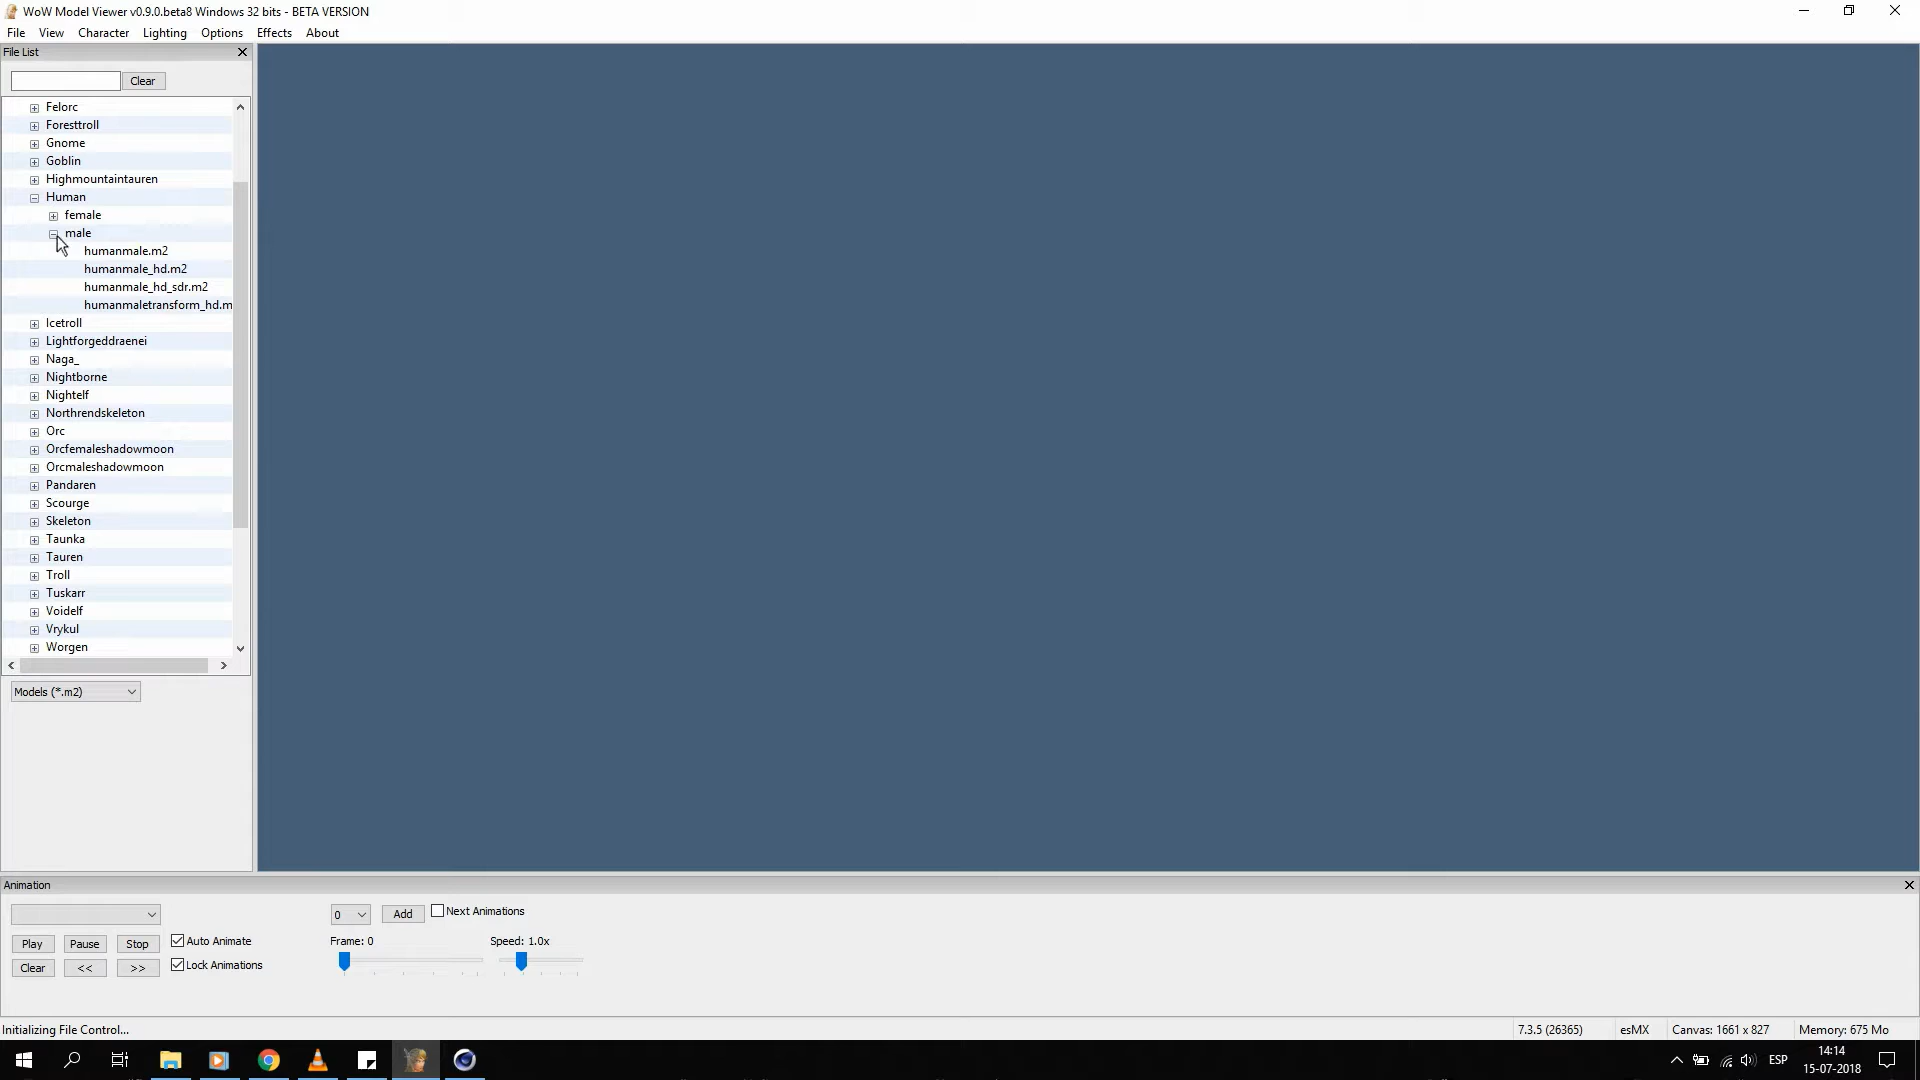 WoW Model Viewer v0.9.0.beta8 Windows 32 bits - BETA VERSION
File View Character Lighting Options Effects About
File List
Clear
Felorc
Foresttroll
Gnome
Goblin
Highmountaintauren
Human
female
male
humanmale.m2
humanmale_hd.m2
humanmale_hd_sdr.m2
humanmaletransform_hd.m
Icetroll
Lightforgeddraenei
Naga_
Nightborne
Nightelf
Northrendskeleton
Orc
Orcfemaleshadowmoon
Orcmaleshadowmoon
Pandaren
Scourge
Skeleton
Taunka
Tauren
Troll
Tuskarr
Voidelf
Vrykul
Worgen
Models (*.m2)
Animation
0 Add Next Animations
Play Pause Stop Auto Animate Frame: 0 Speed: 1.0x
Clear << >> Lock Animations
Initializing File Control... 7.3.5 (26365) esMX Canvas: 1661 x 827 Memory: 675 Mo
ESP 14:14
15-07-2018